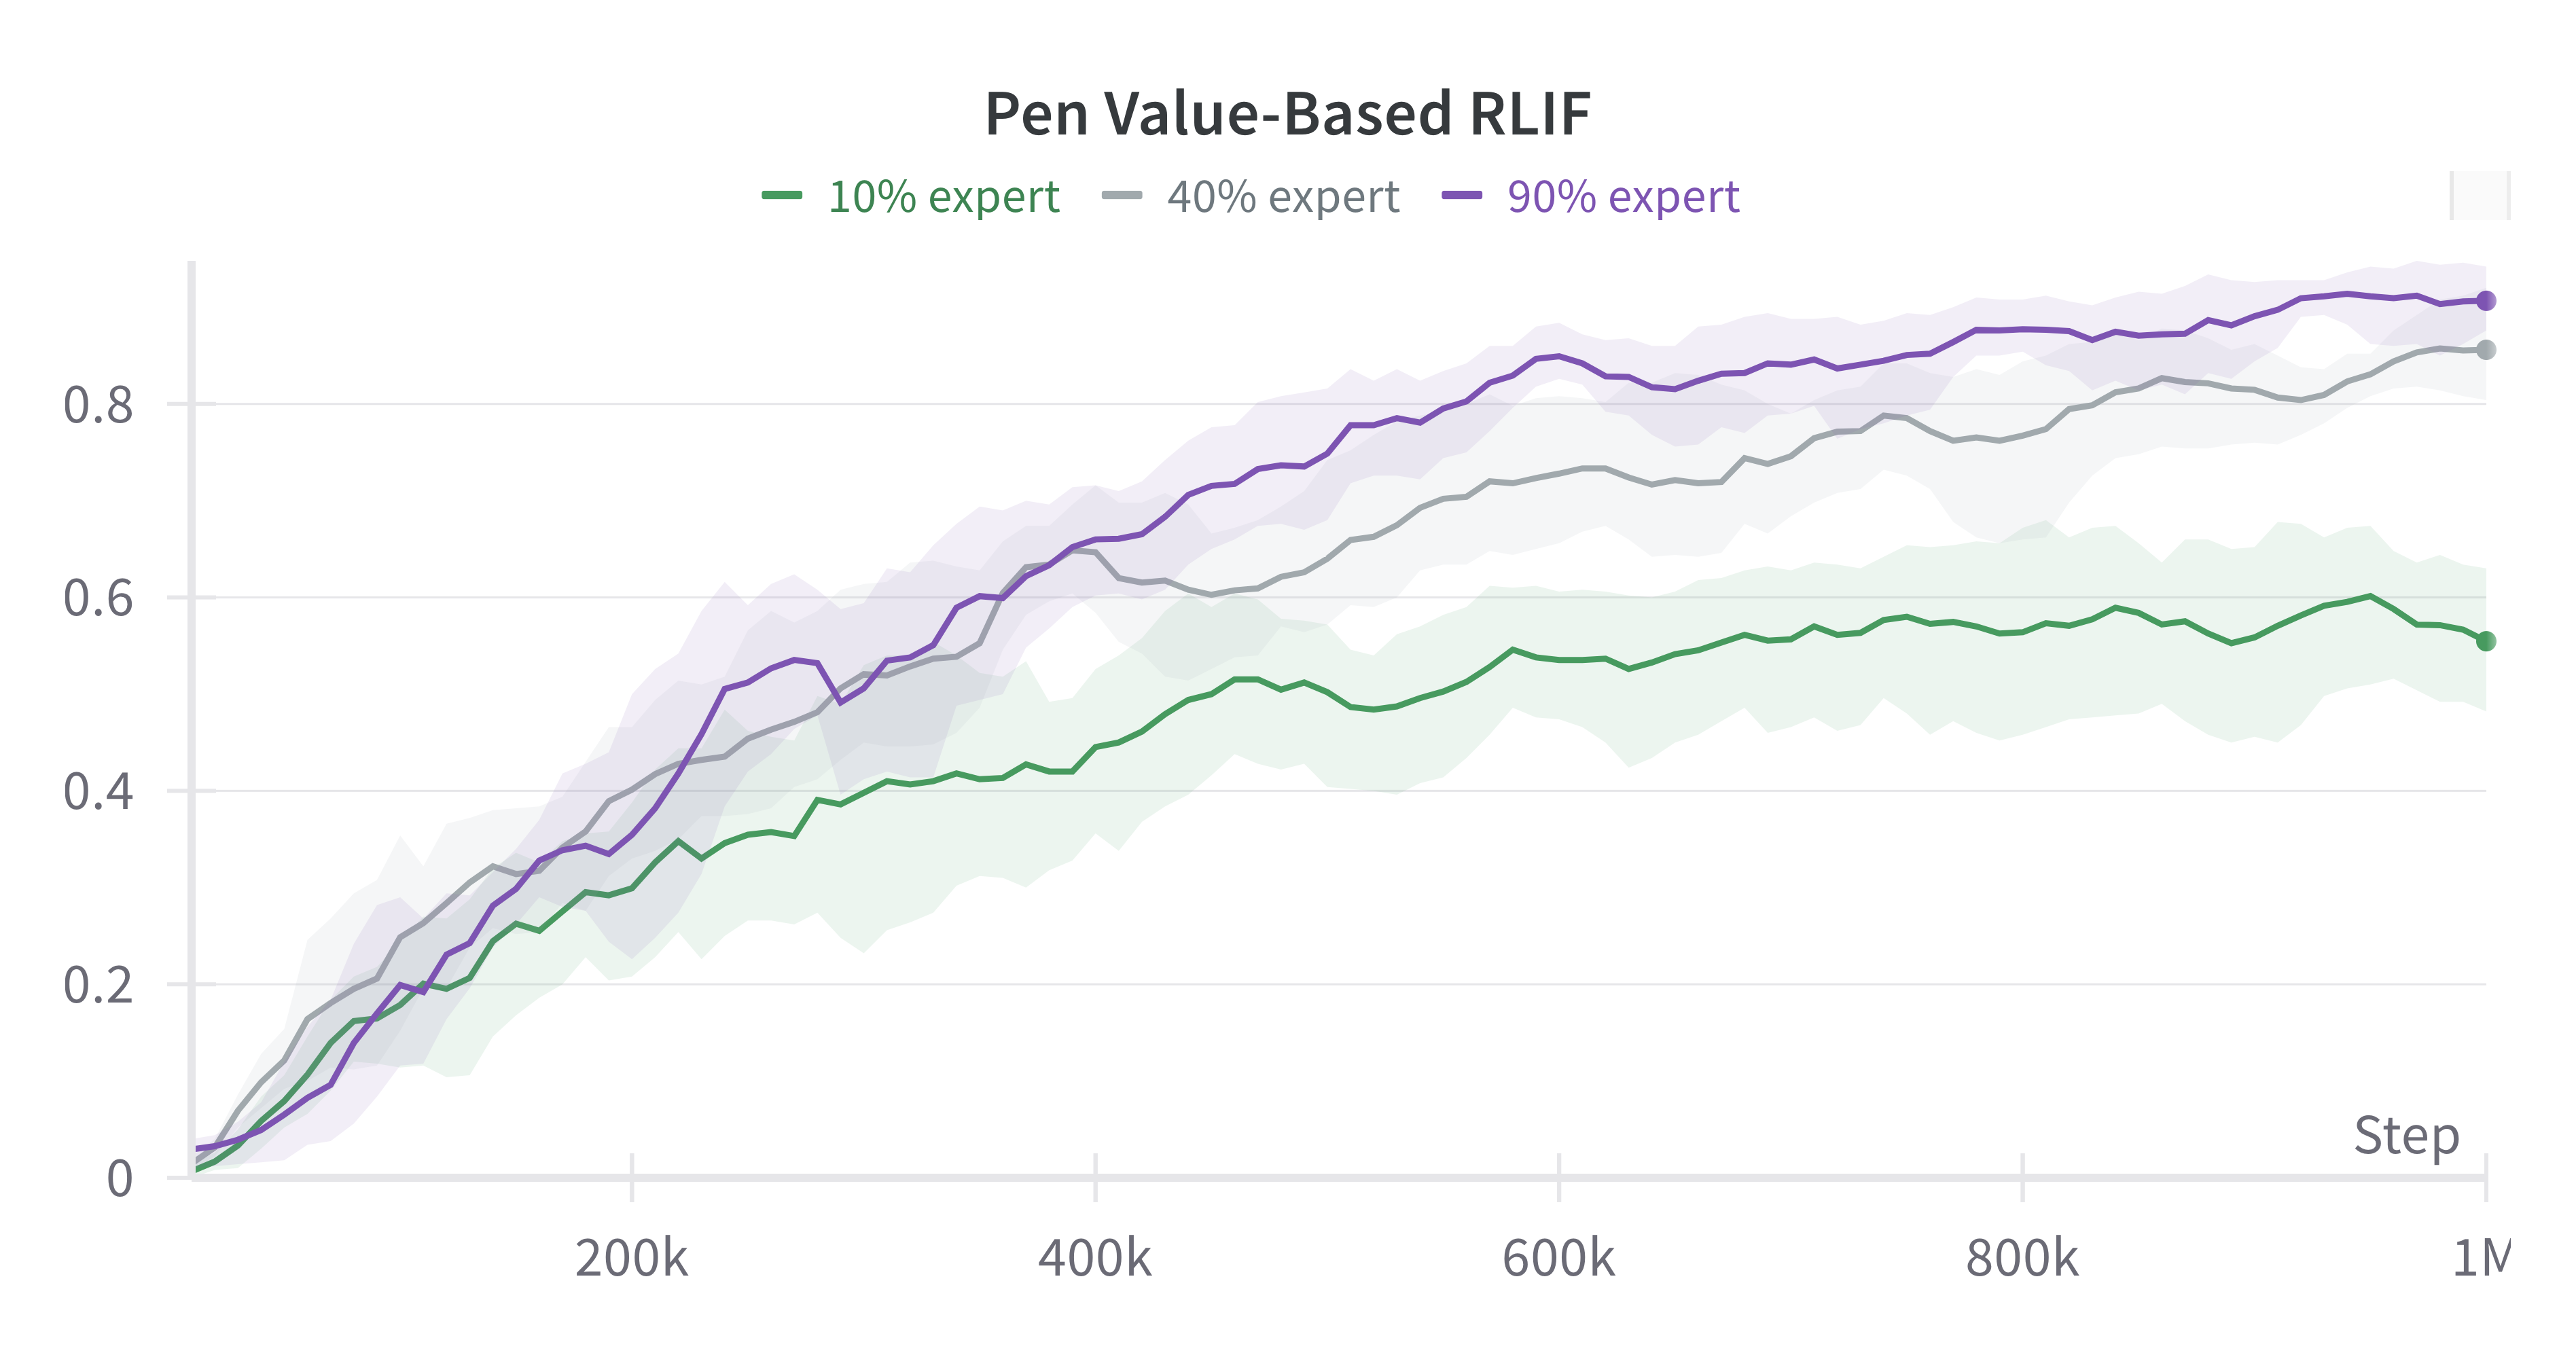 Pen Value-Based RLIF
10% expert 40% expert 90% expert
0.8
0.6
0.4
0.2
0
Step
200k 400k 600k 800k 1M